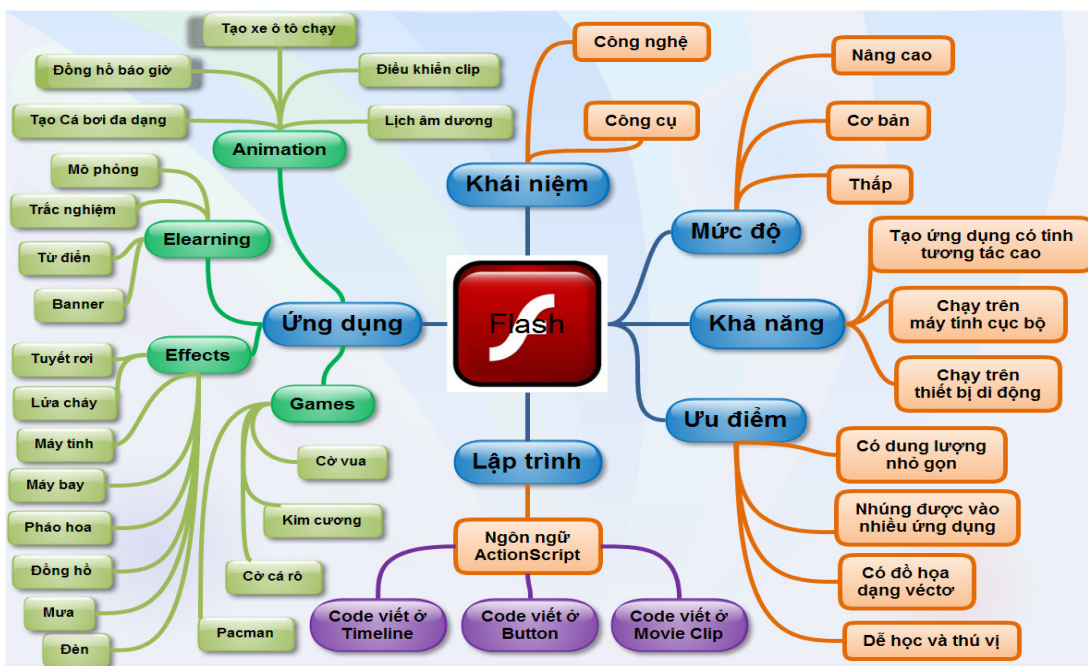 Tạo xe ô tô chạy
Đồng hồ báo giờ
Điều khiển clip
Tạo Cá bơi đa dạng
Lịch âm dương
Animation
Mô phỏng
Trắc nghiệm
Elearning
Từ điển
Banner
Ứng dụng
Tuyết rơi
Effects
Lửa cháy
Máy tính
Máy bay
Pháo hoa
Đồng hồ
Mưa
Đèn
Games
Cờ vua
Kim cương
Cờ cá rô
Pacman
Công nghệ
Công cụ
Khái niệm
Flash
Lập trình
Ngôn ngữ
ActionScript
Code viết ở
Timeline
Code viết ở
Button
Code viết ở
Movie Clip
Nâng cao
Cơ bản
Thấp
Mức độ
Tạo ứng dụng có tính
tương tác cao
Khả năng
Chạy trên
máy tính cục bộ
Chạy trên
thiết bị di động
Ưu điểm
Có dung lượng
nhỏ gọn
Nhúng được vào
nhiều ứng dụng
Có đồ họa
dạng véctơ
Dễ học và thú vị